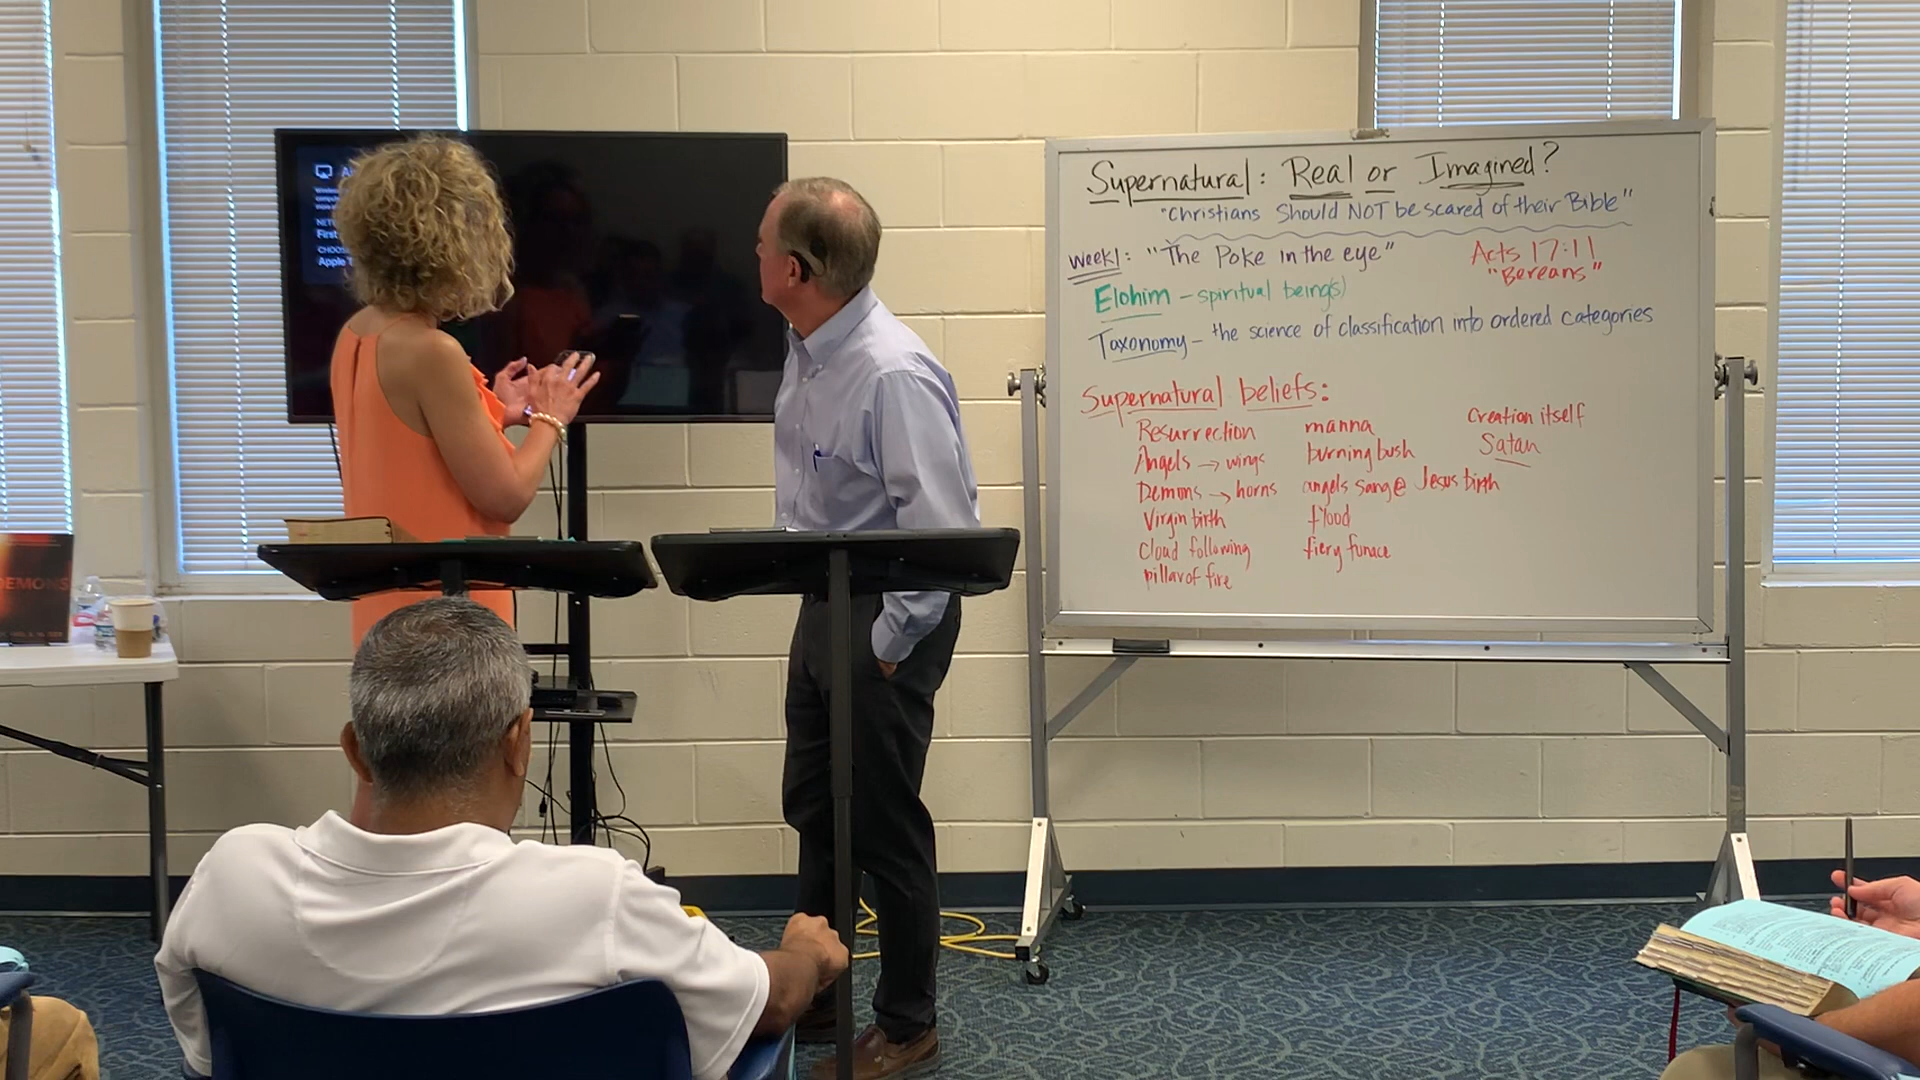 Supernatural: Real or Imagined?
"Christians should NOT be scared of their Bible"
Week1: "The Poke in the eye"
Acts 17:11
"Bereans"
Elohim - spiritual being(s)
Taxonomy - the science of classification into ordered categories
Supernatural beliefs:
Resurrection
Angels → wings
Demons → horns
Virgin birth
cloud following
pillar of fire
manna
burning bush
angels sang @ Jesus birth
flood
fiery funace
Creation itself
Satan
DEMONS
First
Apple T